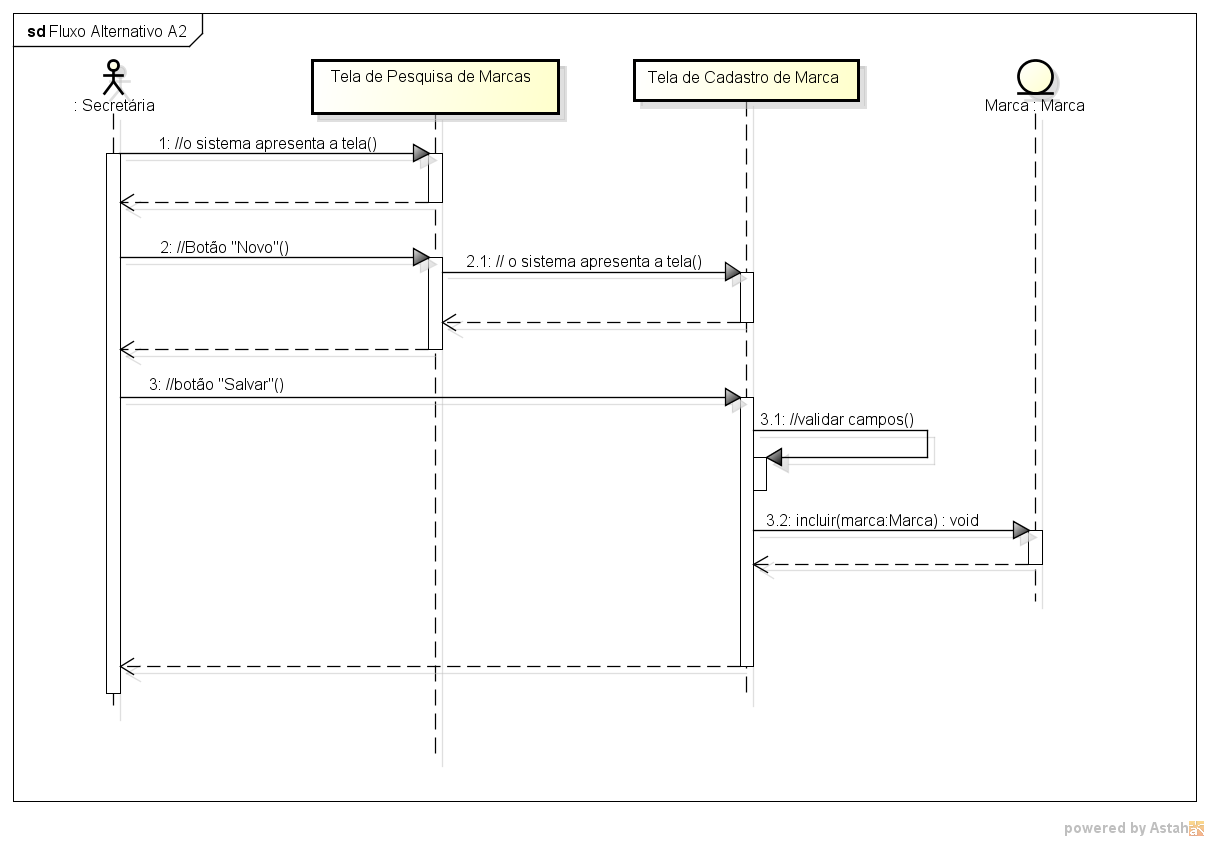 sd Fluxo Alternativo A2
: Secretária
Tela de Pesquisa de Marcas
Tela de Cadastro de Marca
Marca : Marca
1: //o sistema apresenta a tela()
2: //Botão "Novo"()
2.1: // o sistema apresenta a tela()
3: //botão "Salvar"()
3.1: //validar campos()
3.2: incluir(marca:Marca) : void
powered by Astah